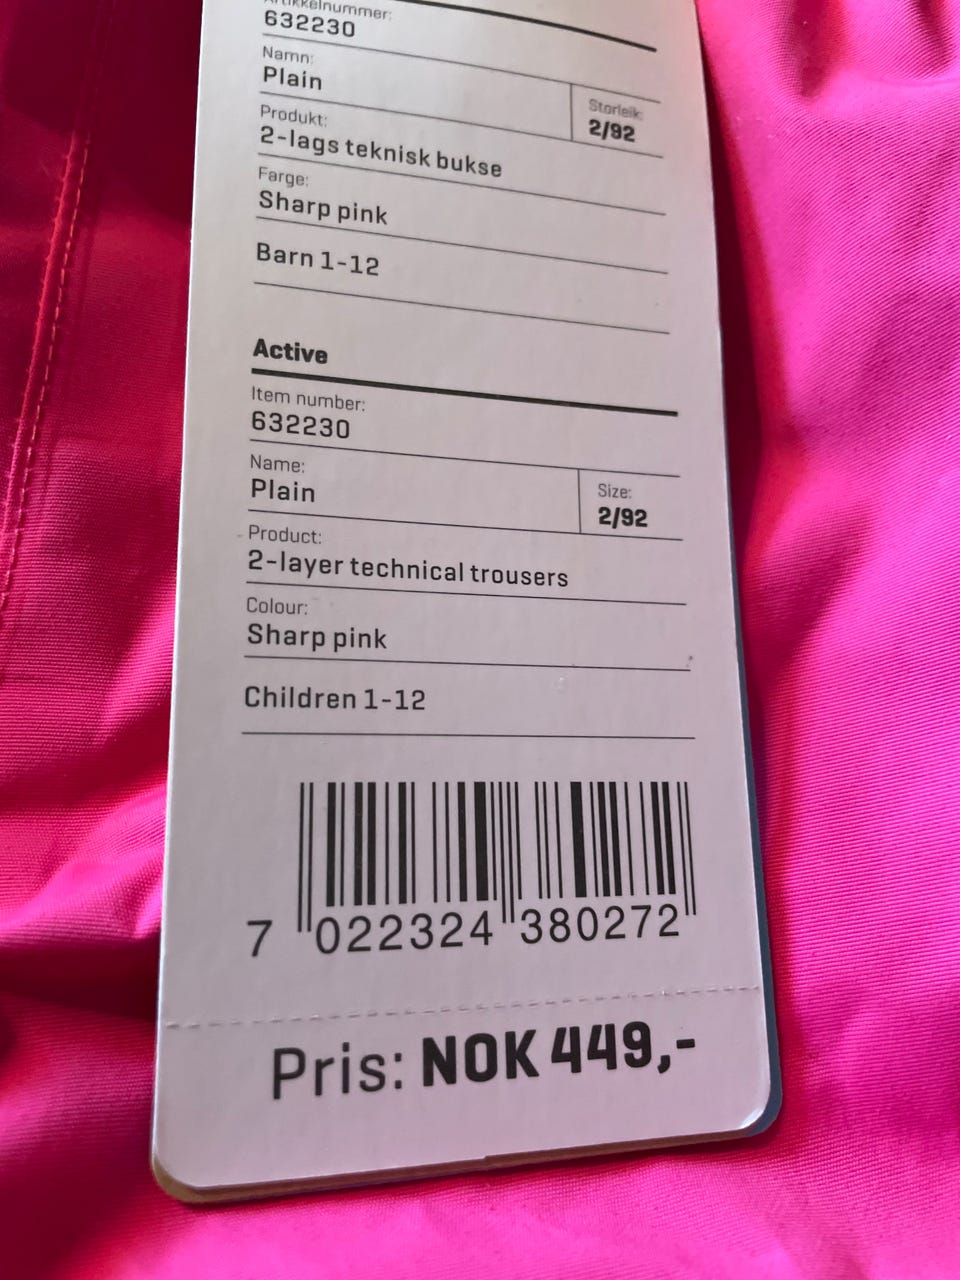 Artikkelnummer:
632230
Namn:
Plain
Storleik:
2/92
Produkt:
2-lags teknisk bukse
Farge:
Sharp pink
Barn 1-12
Active
Item number:
632230
Name:
Plain
Size:
2/92
Product:
2-layer technical trousers
Colour:
Sharp pink
Children 1-12
7 022324 380272
Pris: NOK 449,-